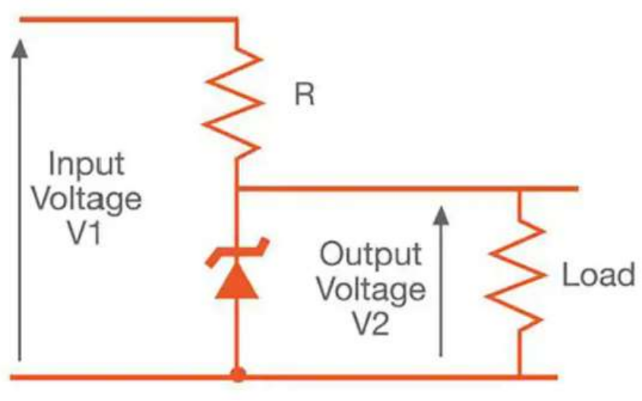 R
Input
Voltage
V1
Output
Voltage
V2
Load